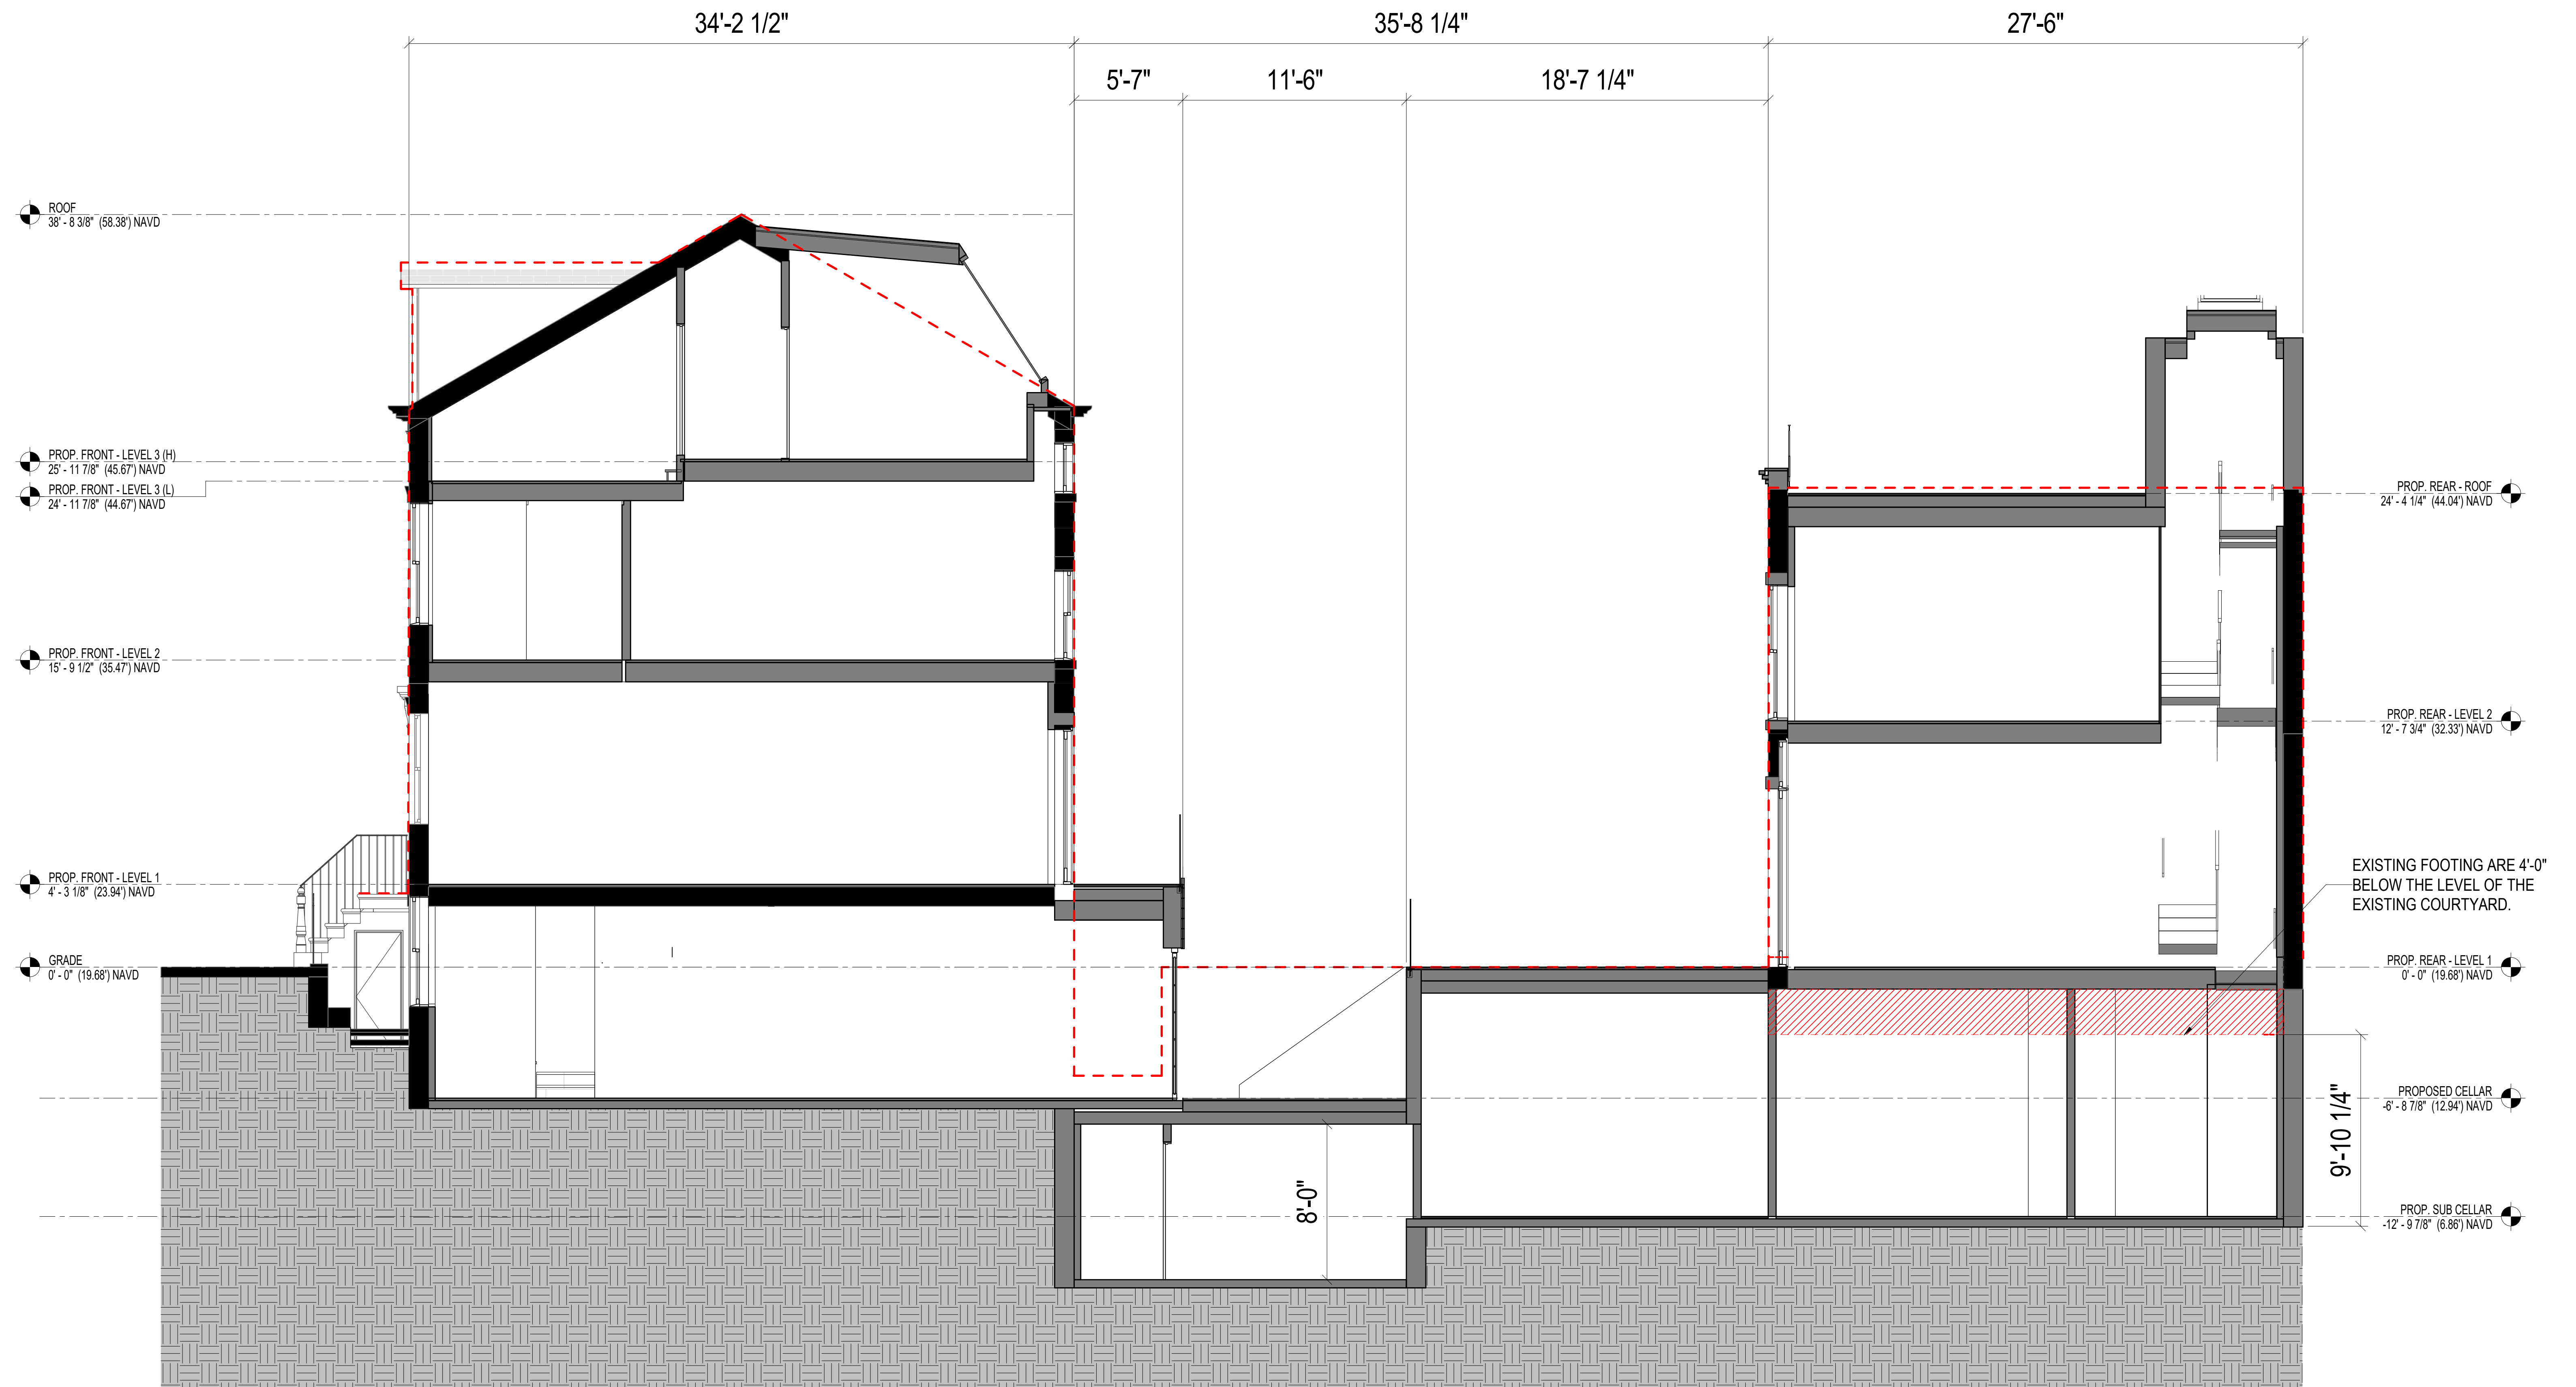 34'-2 1/2"
35'-8 1/4"
27'-6"
5'-7"
11'-6"
18'-7 1/4"
ROOF
38' - 8 3/8" (58.38') NAVD
PROP. FRONT - LEVEL 3 (H)
25' - 11 7/8" (45.67') NAVD
PROP. FRONT - LEVEL 3 (L)
24' - 11 7/8" (44.67') NAVD
PROP. REAR - ROOF
24' - 4 1/4" (44.04') NAVD
PROP. FRONT - LEVEL 2
15' - 9 1/2" (35.47') NAVD
PROP. REAR - LEVEL 2
12' - 7 3/4" (32.33') NAVD
EXISTING FOOTING ARE 4'-0"
BELOW THE LEVEL OF THE
EXISTING COURTYARD.
PROP. FRONT - LEVEL 1
4' - 3 1/8" (23.94') NAVD
GRADE
0' - 0" (19.68') NAVD
PROP. REAR - LEVEL 1
0' - 0" (19.68') NAVD
PROPOSED CELLAR
-6' - 8 7/8" (12.94') NAVD
9'-10 1/4"
8'-0"
PROP. SUB CELLAR
-12' - 9 7/8" (6.86') NAVD